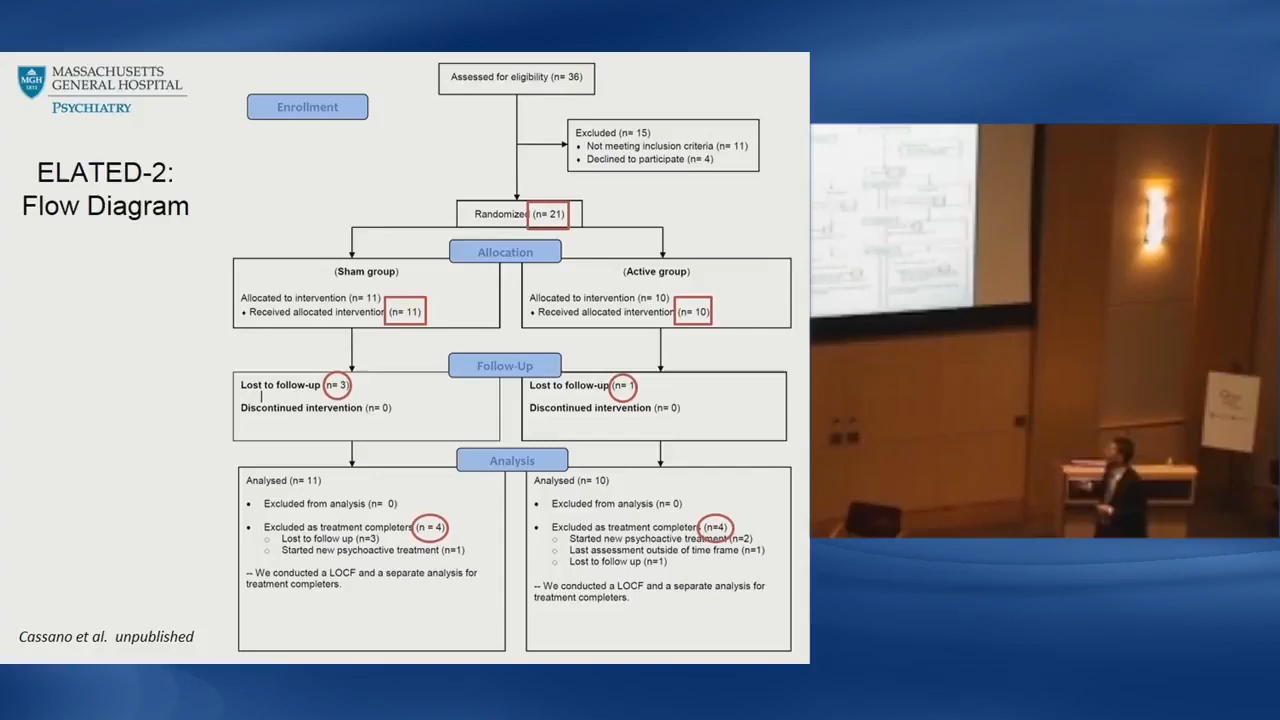 MGH
1811
MASSACHUSETTS
GENERAL HOSPITAL
PSYCHIATRY
ELATED-2:
Flow Diagram
Enrollment
Assessed for eligibility (n= 36)
Excluded (n= 15)
• Not meeting inclusion criteria (n= 11)
• Declined to participate (n= 4)
Randomized (n= 21)
Allocation
(Sham group)
Allocated to intervention (n= 11)
♦ Received allocated intervention (n= 11)
(Active group)
Allocated to intervention (n= 10)
♦ Received allocated intervention (n= 10)
Follow-Up
Lost to follow-up (n= 3)
Discontinued intervention (n= 0)
Lost to follow-up (n= 1
Discontinued intervention (n= 0)
Analysis
Analysed (n= 11)
• Excluded from analysis (n= 0)
• Excluded as treatment completers (n = 4)
○ Lost to follow up (n=3)
○ Started new psychoactive treatment (n=1)
-- We conducted a LOCF and a separate analysis for
treatment completers.
Analysed (n= 10)
• Excluded from analysis (n= 0)
• Excluded as treatment completers (n=4)
○ Started new psychoactive treatment (n=2)
○ Last assessment outside of time frame (n=1)
○ Lost to follow up (n=1)
-- We conducted a LOCF and a separate analysis for
treatment completers.
Cassano et al. unpublished